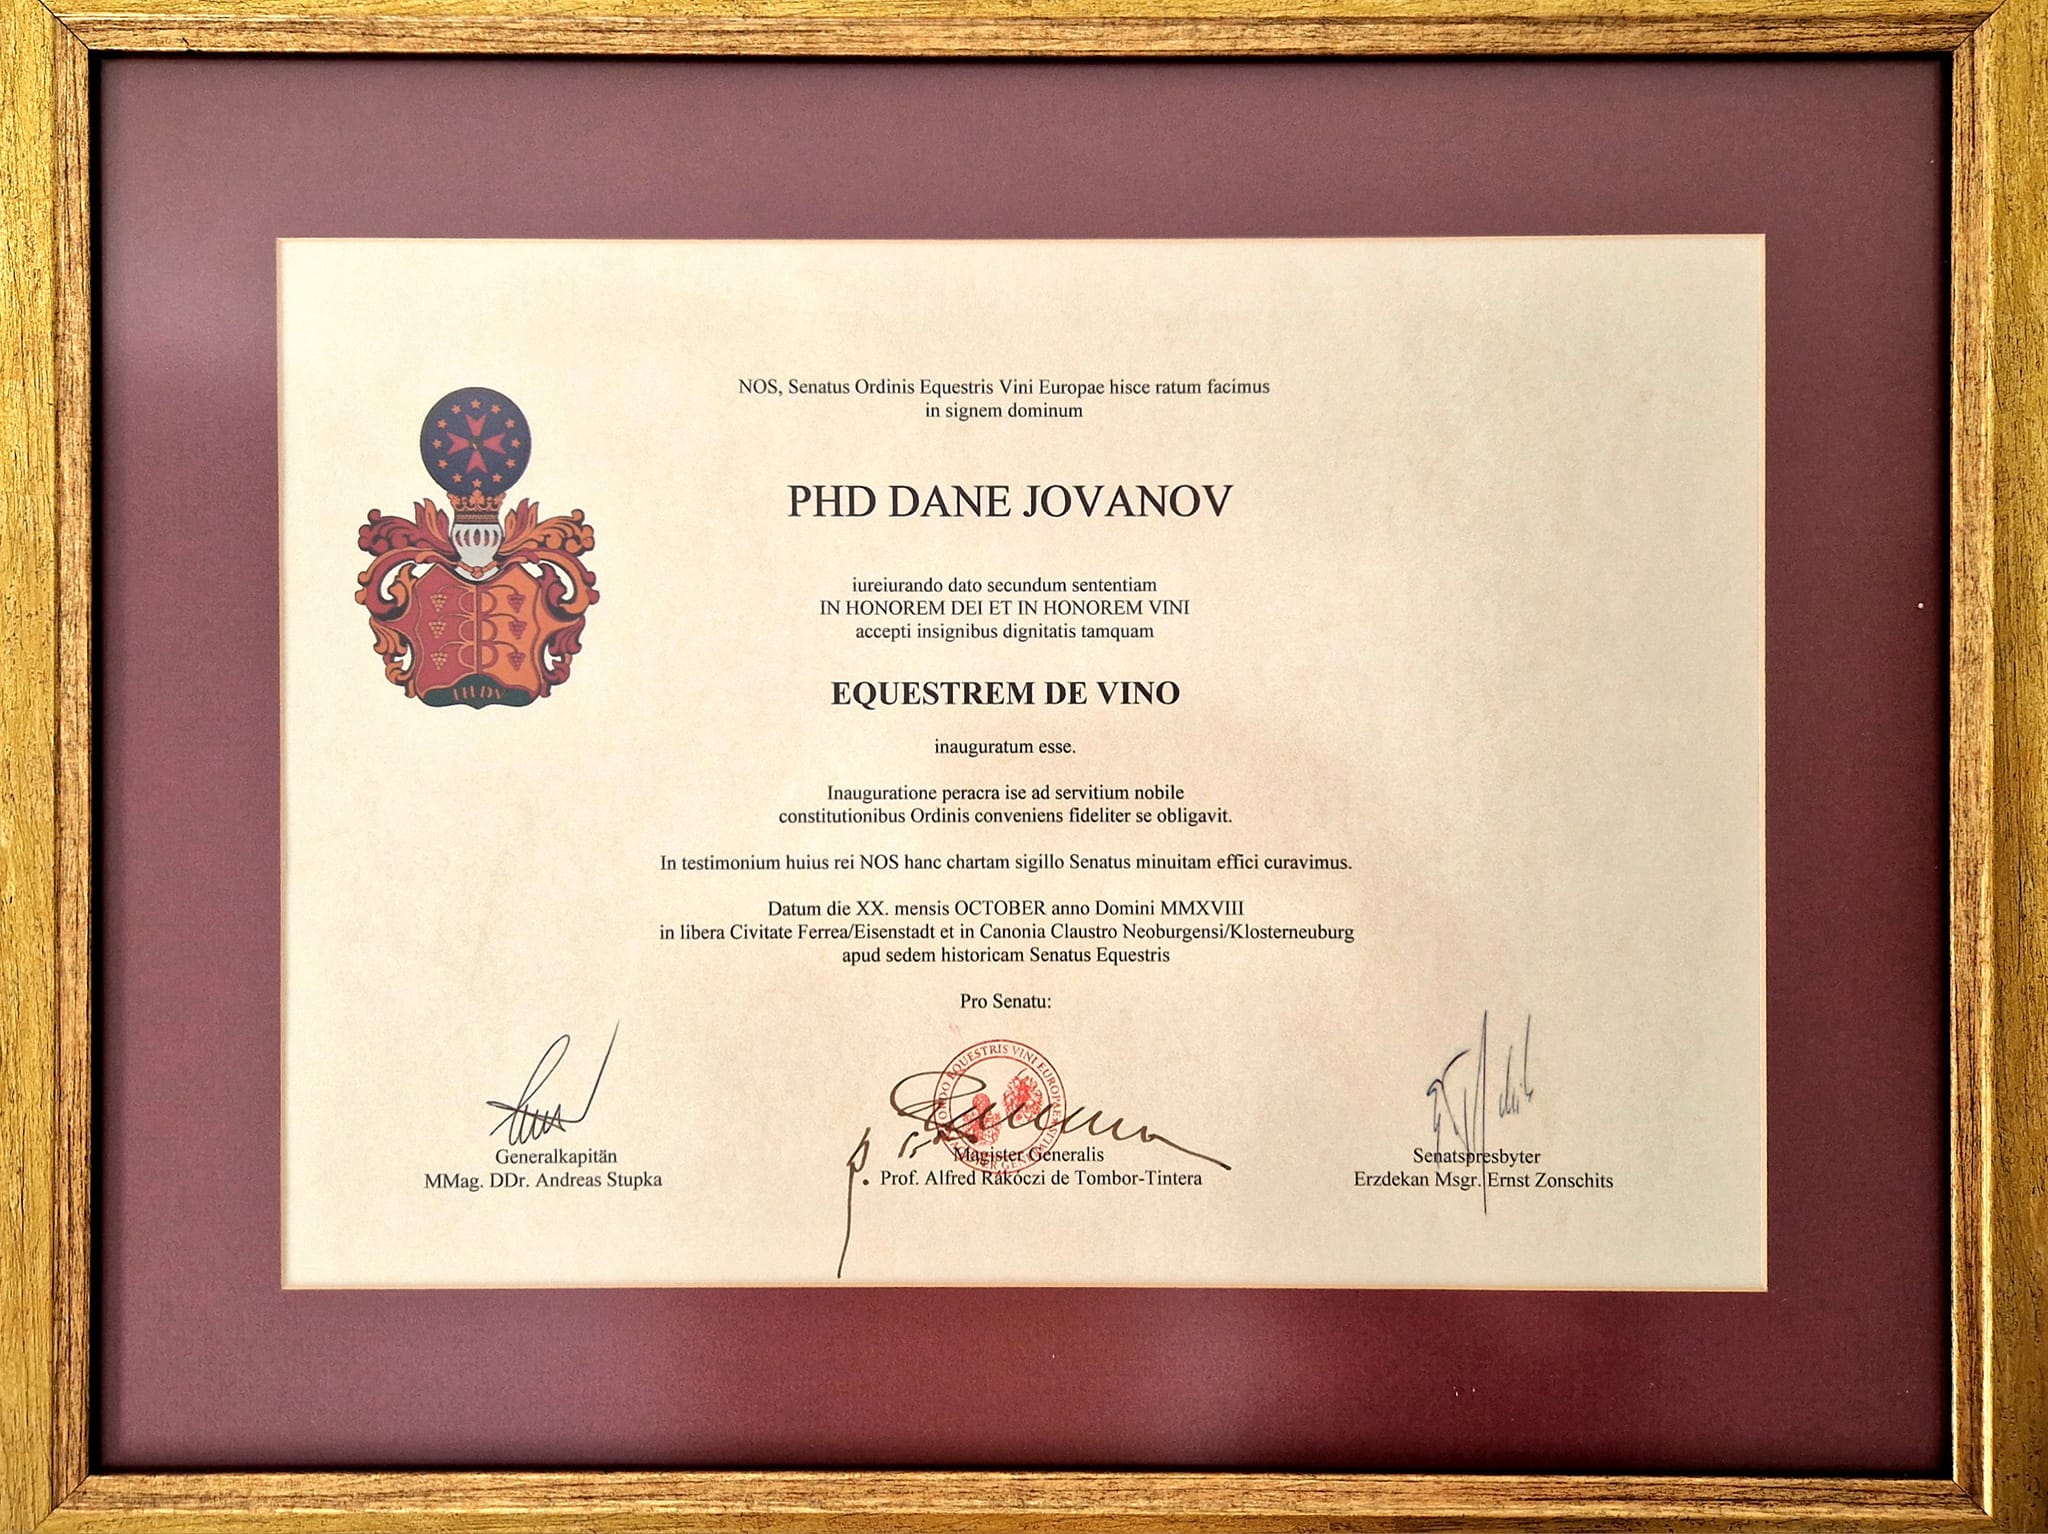 NOS, Senatus Ordinis Equestris Vini Europae hisce ratum facimus
in signem dominum
PHD DANE JOVANOV
iureiurando dato secundum sententiam
IN HONOREM DEI ET IN HONOREM VINI
accepti insignibus dignitatis tamquam
EQUESTREM DE VINO
inauguratum esse.
Inauguratione peracra ise ad servitium nobile
constitutionibus Ordinis conveniens fideliter se obligavit.
In testimonium huius rei NOS hanc chartam sigillo Senatus minuitam effici curavimus.
Datum die XX. mensis OCTOBER anno Domini MMXVIII
in libera Civitate Ferrea/Eisenstadt et in Canonia Claustro Neoburgensi/Klosterneuburg
apud sedem historicam Senatus Equestris
Pro Senatu:
ORDO EQUESTRIS VINI EUROPAE
Generalkapitän
MMag. DDr. Andreas Stupka
Magister Generalis
Prof. Alfred Rákóczi de Tombor-Tintera
Senatspresbyter
Erzdekan Msgr. Ernst Zonschits